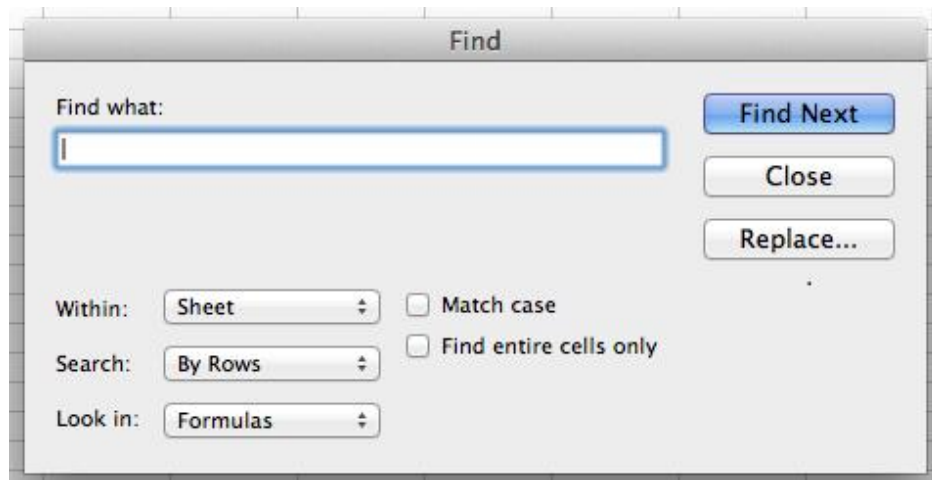 Find
Find what:
Find Next
Close
Replace...
Within: Sheet
Match case
Find entire cells only
Search: By Rows
Look in: Formulas